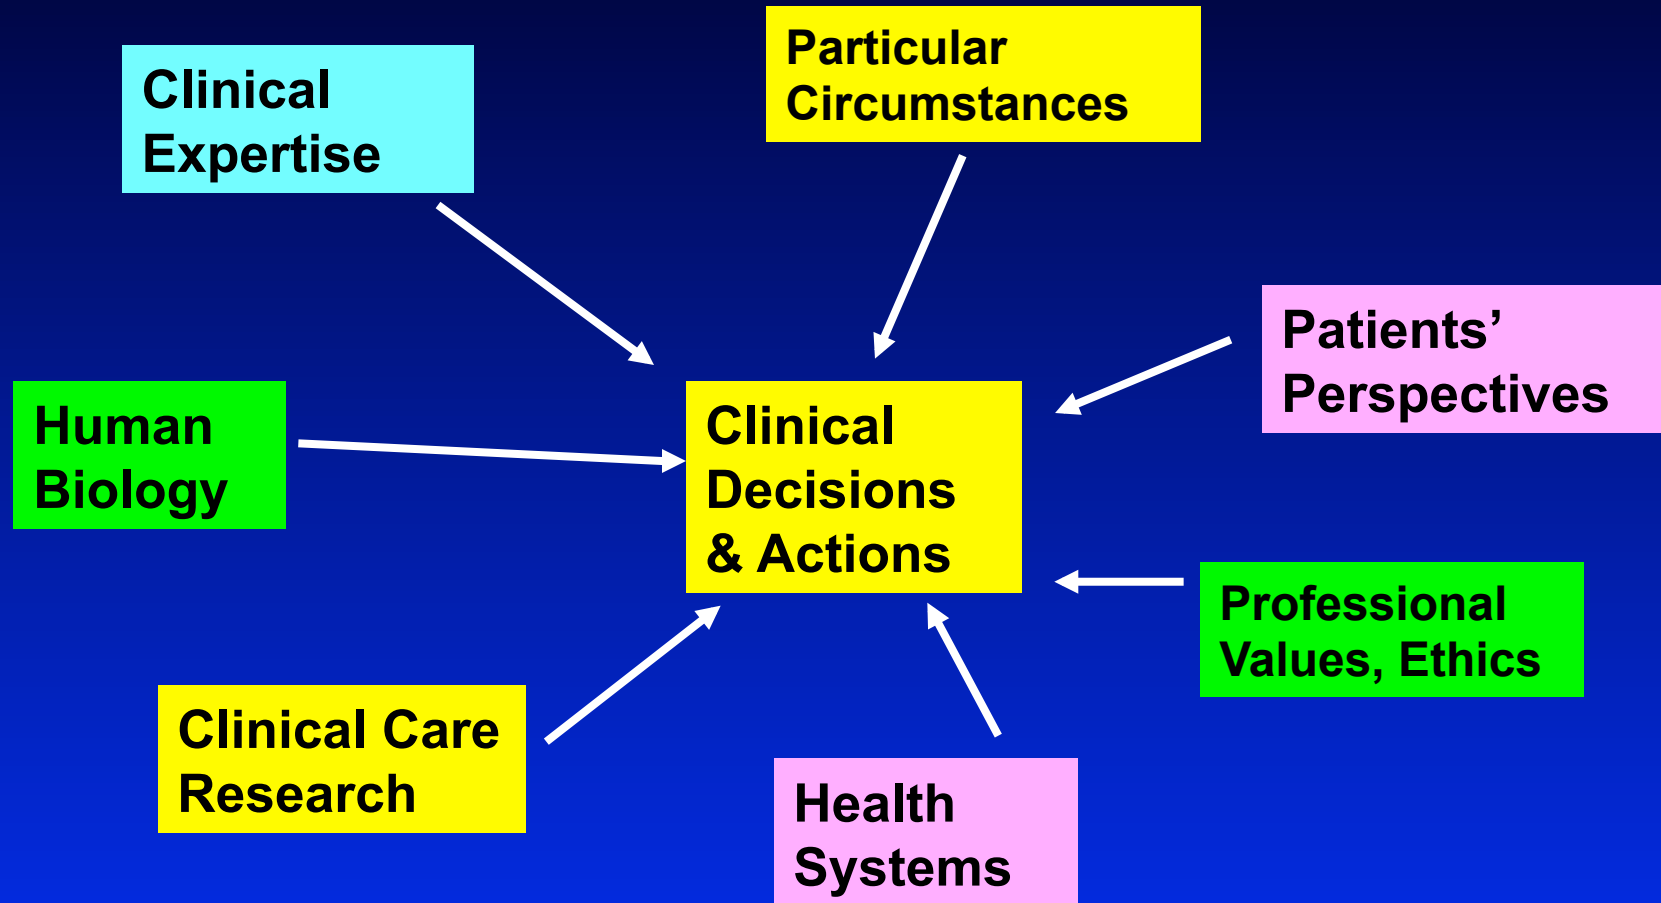 Clinical
Expertise
Particular
Circumstances
Patients’
Perspectives
Human
Biology
Clinical
Decisions
& Actions
Professional
Values, Ethics
Clinical Care
Research
Health
Systems